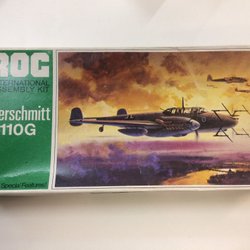 ROG
INTERNATIONAL
ASSEMBLY KIT
erschmitt
110G
Special Features: